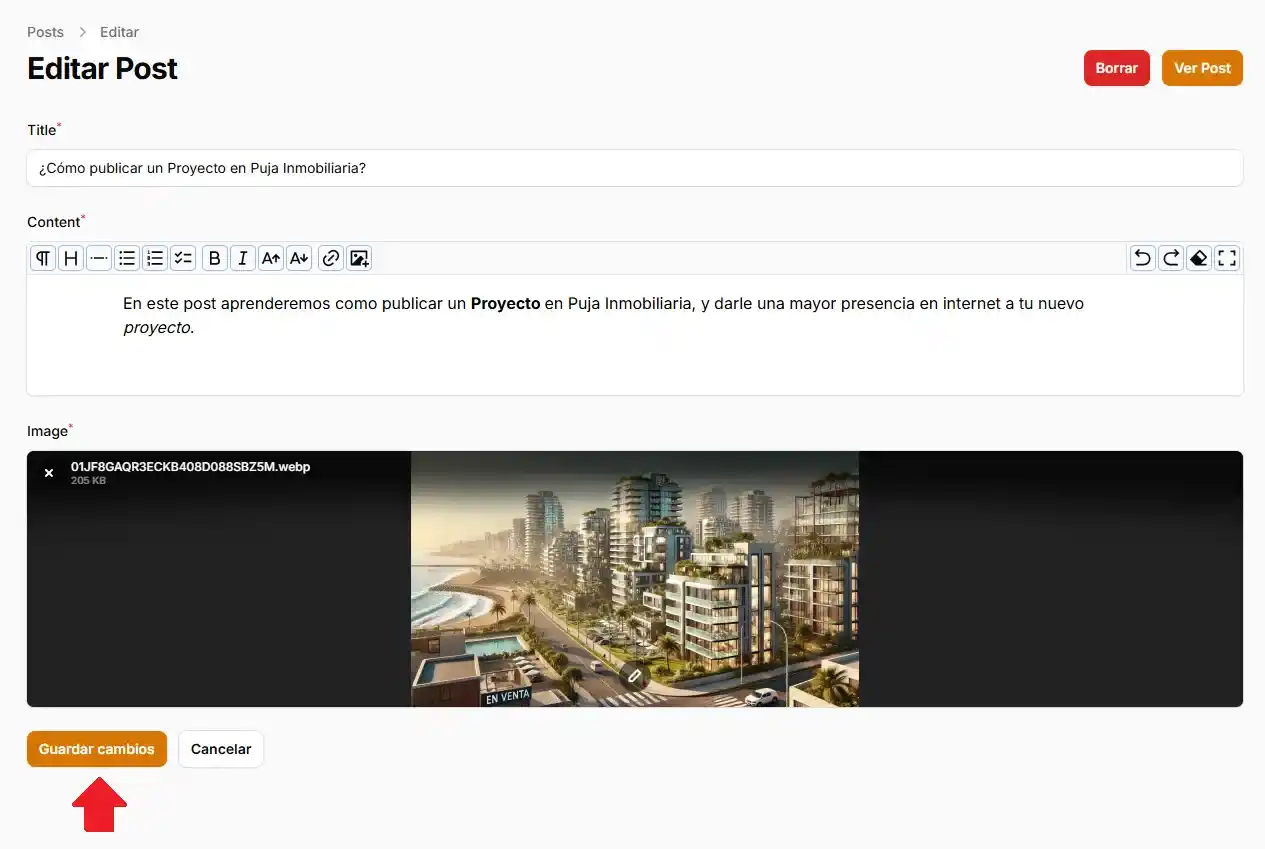 Posts > Editar
Editar Post
Borrar
Ver Post
Title*
¿Cómo publicar un Proyecto en Puja Inmobiliaria?
Content*
En este post aprenderemos como publicar un Proyecto en Puja Inmobiliaria, y darle una mayor presencia en internet a tu nuevo
proyecto.
Image*
01JF8GAQR3ECKB408D088SBZ5M.webp
205 KB
EN VENTA
Guardar cambios
Cancelar